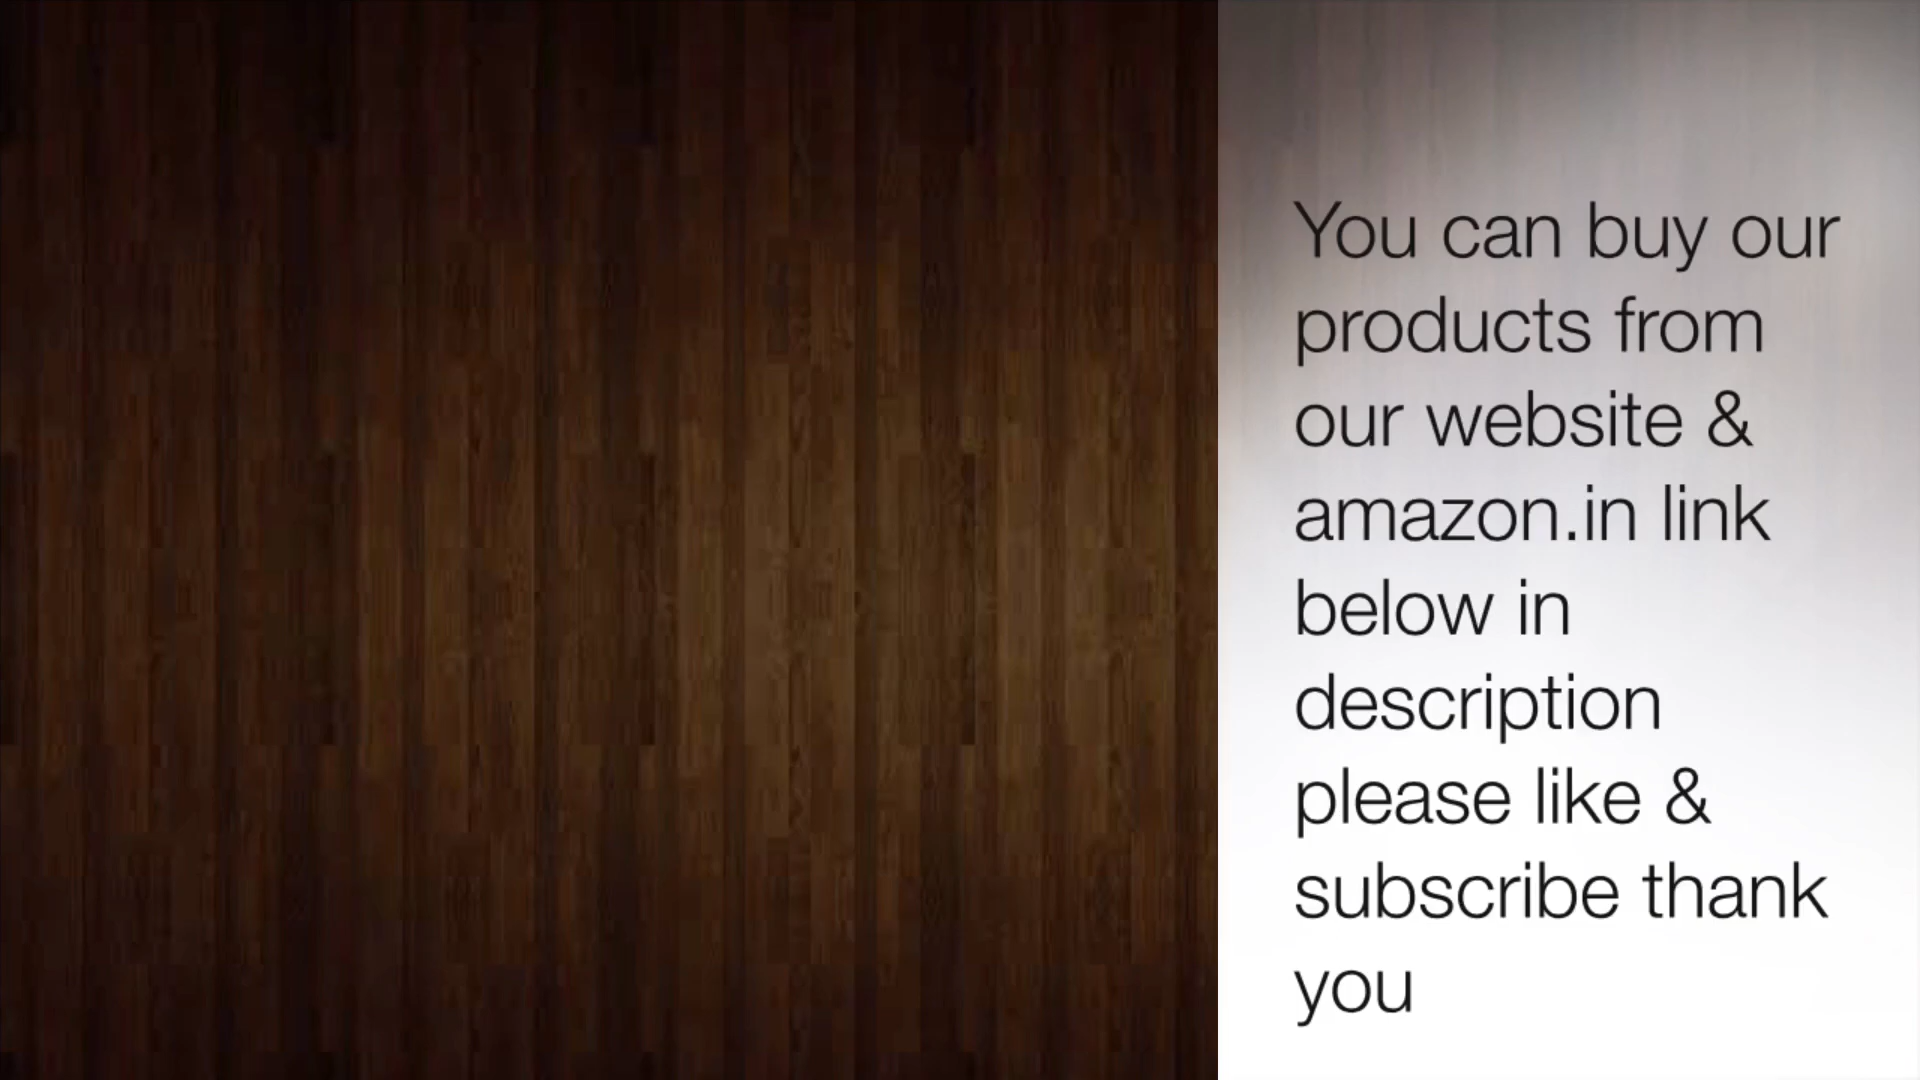 You can buy our
products from
our website &
amazon.in link
below in
description
please like &
subscribe thank
you